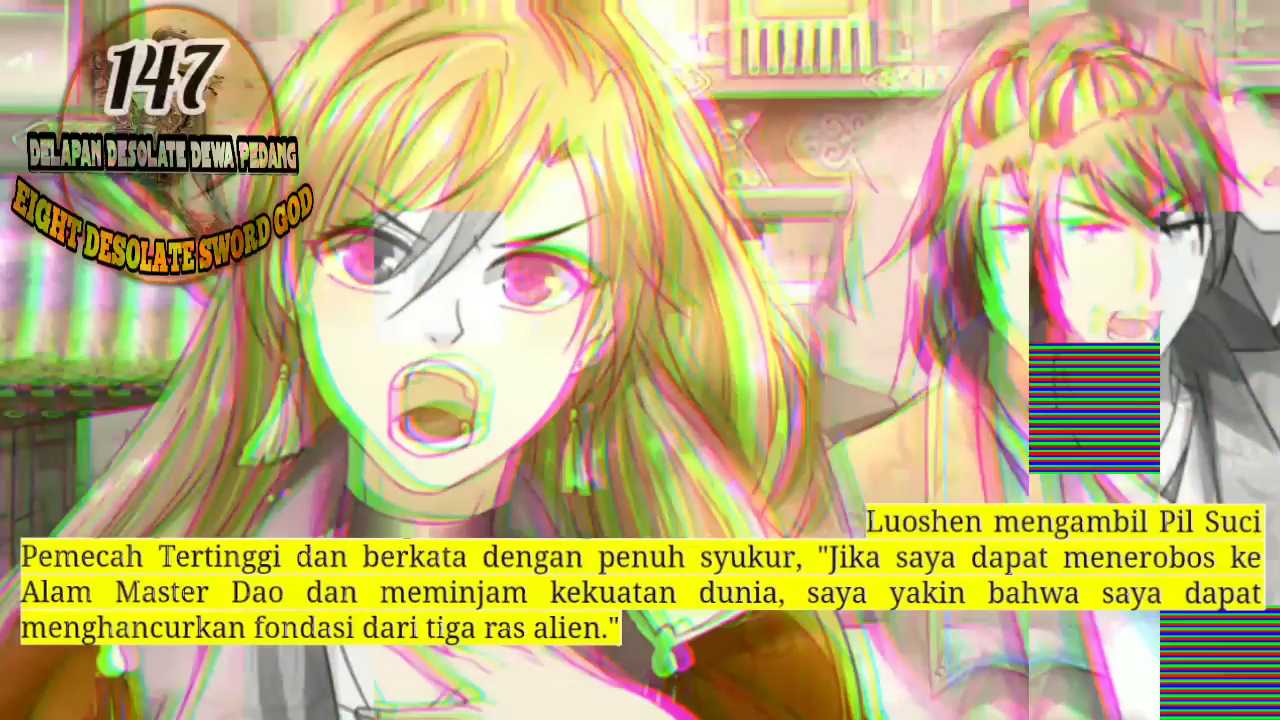 147
DELAPAN DESOLATE DEWA PEDANG
EIGHT DESOLATE SWORD GOD
Luoshen mengambil Pil Suci
Pemecah Tertinggi dan berkata dengan penuh syukur, "Jika saya dapat menerobos ke
Alam Master Dao dan meminjam kekuatan dunia, saya yakin bahwa saya dapat
menghancurkan fondasi dari tiga ras alien."